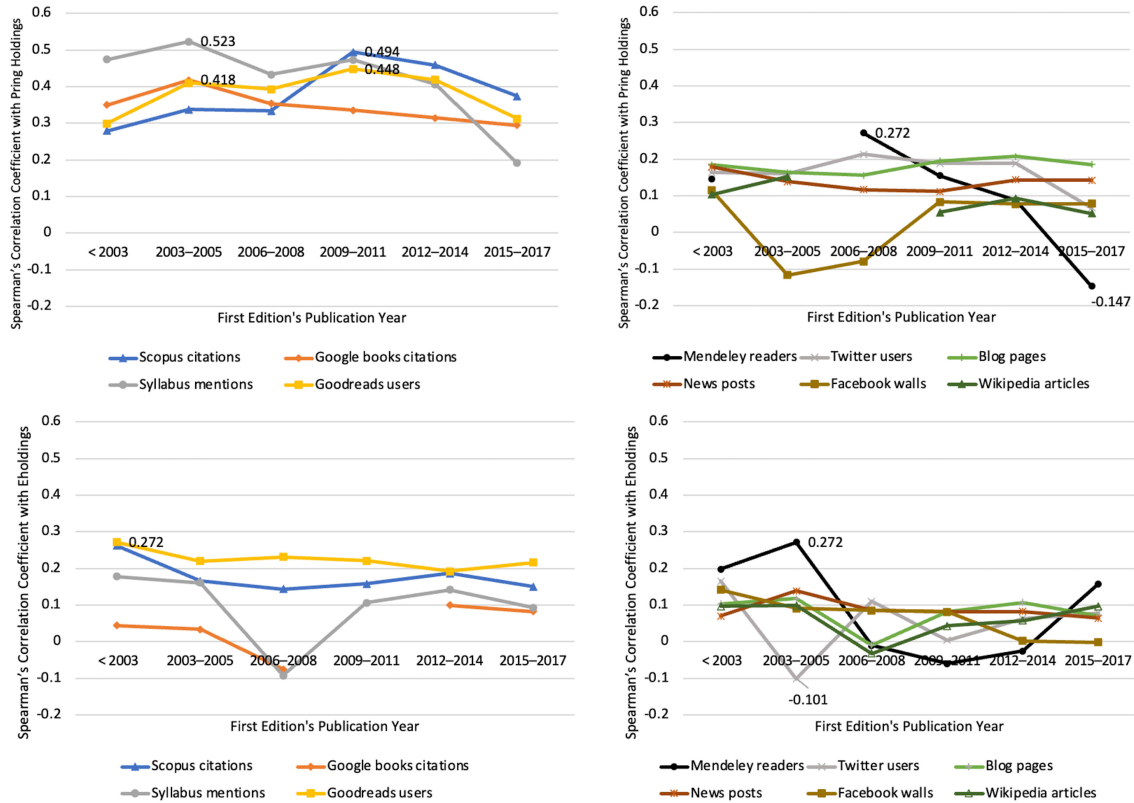 Spearman's Correlation Coefficient with Pring Holdings
0.6
0.5
0.4
0.3
0.2
0.1
0
-0.1
-0.2
0.523
0.418
0.494
0.448
< 2003 2003–2005 2006–2008 2009–2011 2012–2014 2015–2017
First Edition's Publication Year
Scopus citations Google books citations
Syllabus mentions Goodreads users
Spearman's Correlation Coefficient with Pring Holdings
0.6
0.5
0.4
0.3
0.2
0.1
0
-0.1
-0.2
0.272
-0.147
< 2003 2003–2005 2006–2008 2009–2011 2012–2014 2015–2017
First Edition's Publication Year
Mendeley readers Twitter users Blog pages
News posts Facebook walls Wikipedia articles
Spearman's Correlation Coefficient with Eholdings
0.6
0.5
0.4
0.3
0.2
0.1
0
-0.1
-0.2
0.272
< 2003 2003–2005 2006–2008 2009–2011 2012–2014 2015–2017
First Edition's Publication Year
Scopus citations Google books citations
Syllabus mentions Goodreads users
Spearman's Correlation Coefficient with Eholdings
0.6
0.5
0.4
0.3
0.2
0.1
0
-0.1
-0.2
0.272
-0.101
< 2003 2003–2005 2006–2008 2009–2011 2012–2014 2015–2017
First Edition's Publication Year
Mendeley readers Twitter users Blog pages
News posts Facebook walls Wikipedia articles